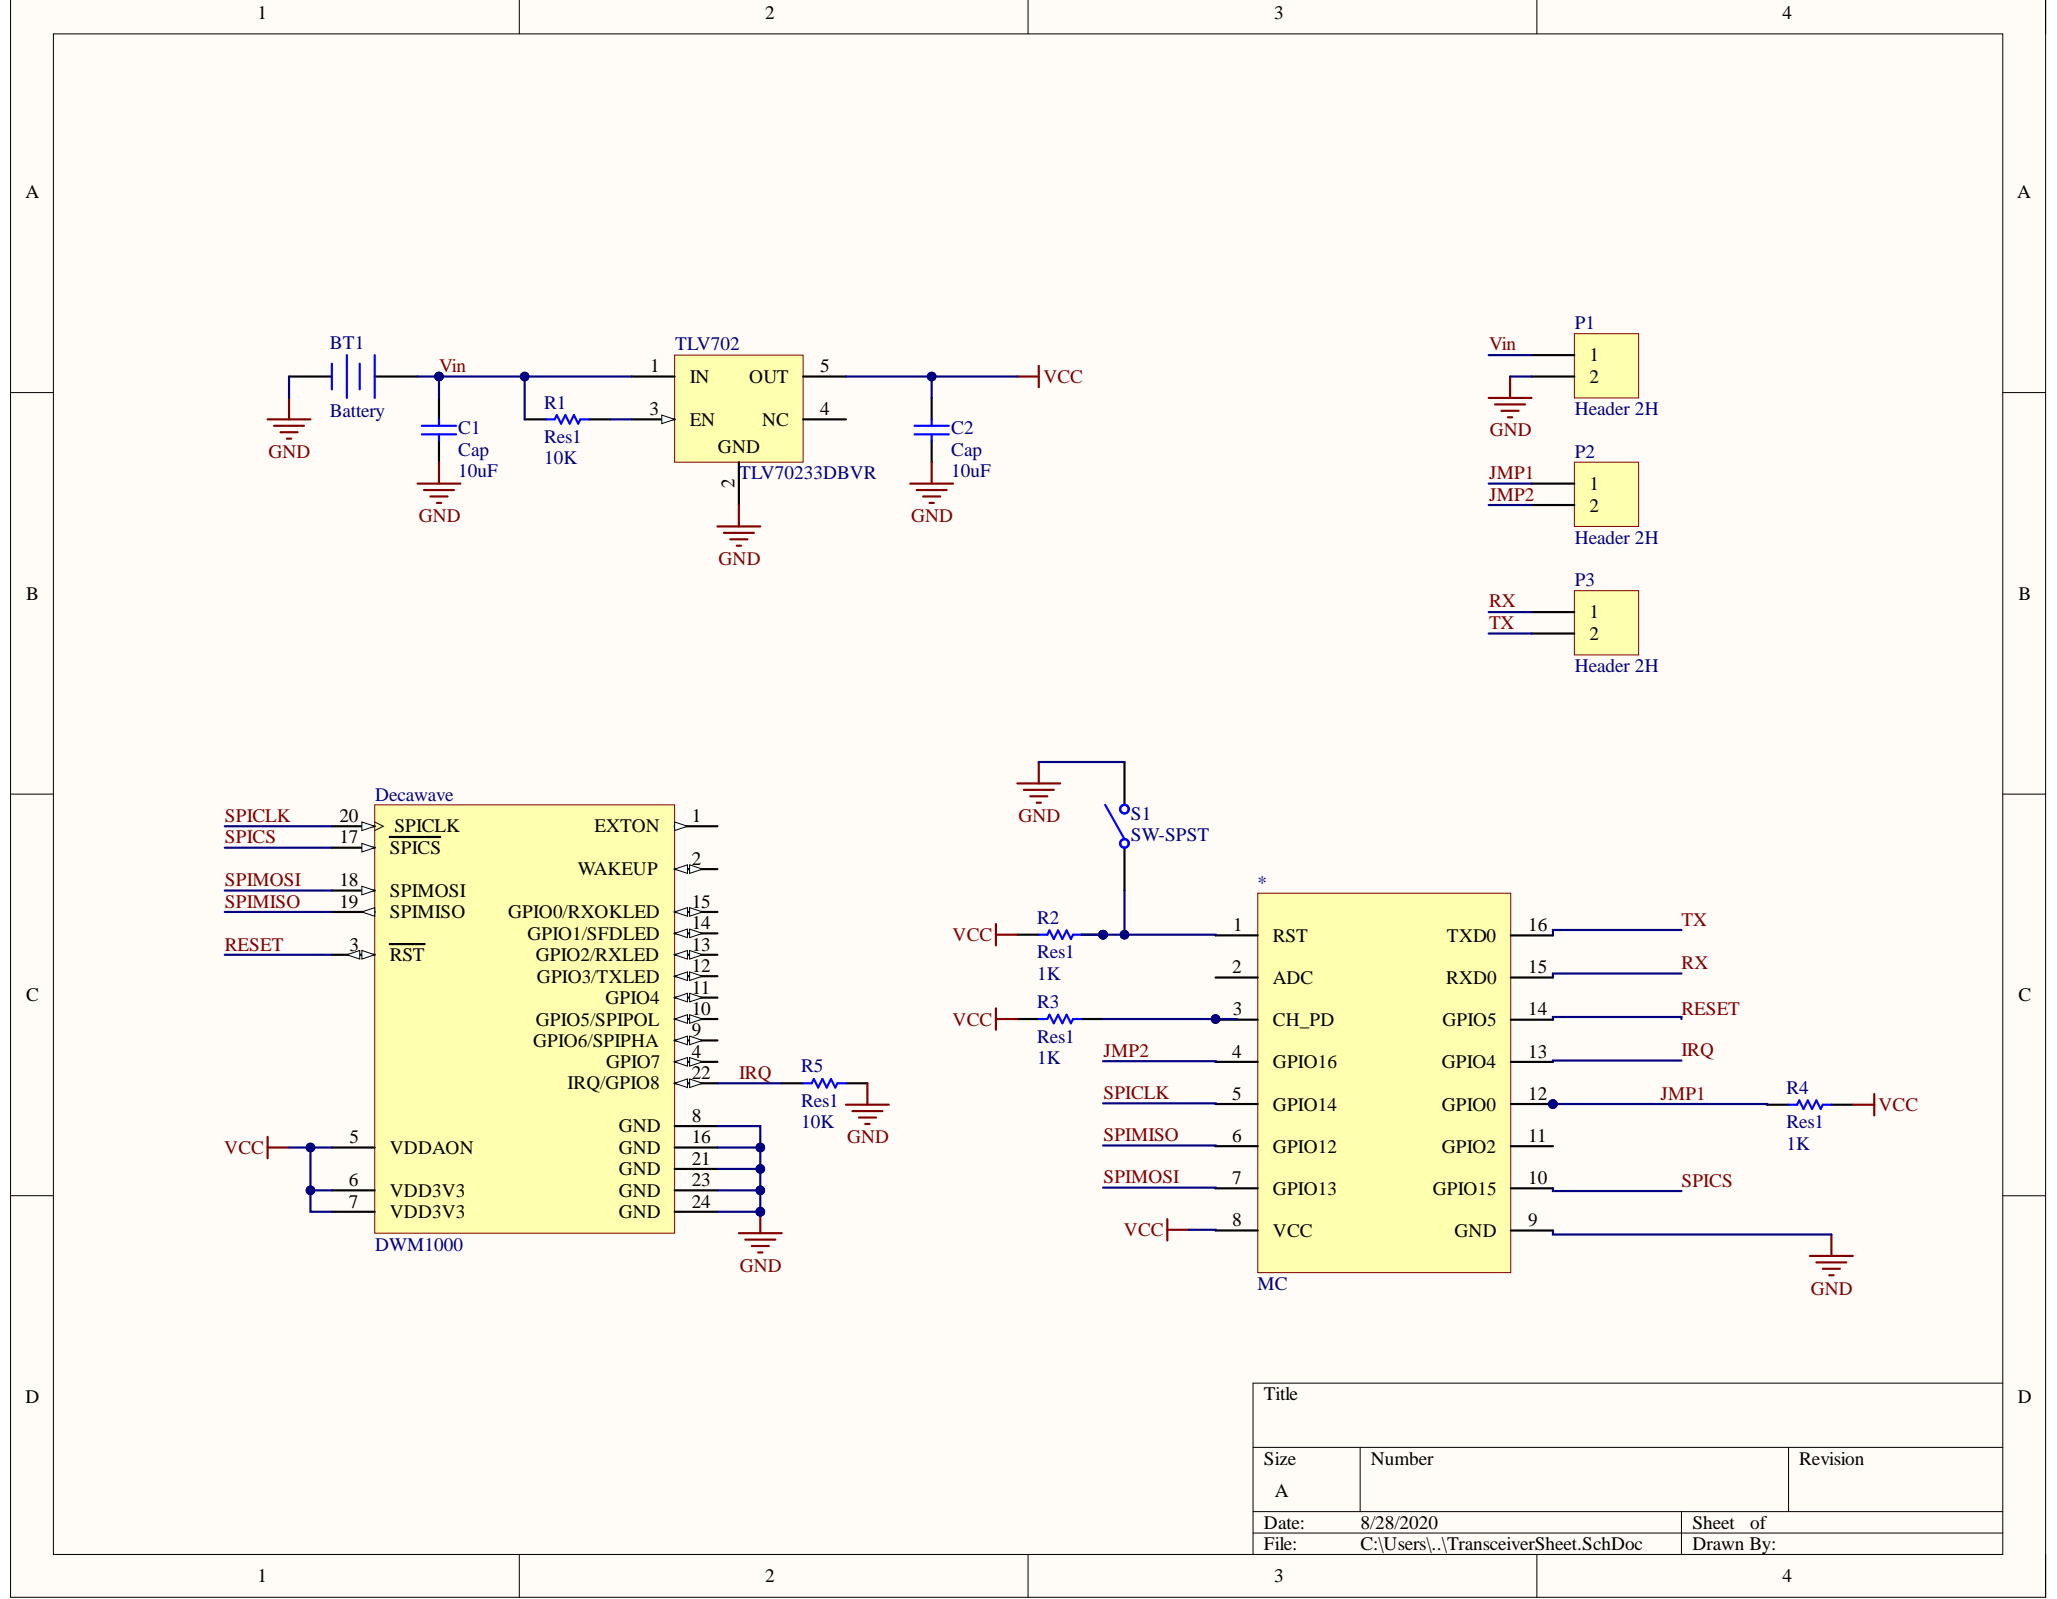 1 2 3 4
A A
B B
C C
D D
BT1
Battery
GND
Vin
C1
Cap
10uF
GND
R1
Res1
10K
TLV702
1 IN OUT 5
3 EN NC 4
GND
2
TLV70233DBVR
GND
VCC
C2
Cap
10uF
GND
P1
Vin 1
2
GND
Header 2H
P2
JMP1 1
JMP2 2
Header 2H
P3
RX 1
TX 2
Header 2H
Decawave
SPICLK 20 SPICLK EXTON 1
SPICS 17 SPICS
WAKEUP 2
SPIMOSI 18 SPIMOSI
SPIMISO 19 SPIMISO GPIO0/RXOKLED 15
GPIO1/SFDLED 14
RESET 3 RST GPIO2/RXLED 13
GPIO3/TXLED 12
GPIO4 11
GPIO5/SPIPOL 10
GPIO6/SPIPHA 9
GPIO7 4
IRQ/GPIO8 22 IRQ
R5
Res1
10K
GND
GND 8
VCC 5 VDDAON GND 16
GND 21
6 VDD3V3 GND 23
7 VDD3V3 GND 24
DWM1000
GND
GND
S1
SW-SPST
*
VCC R2 1 RST TXD0 16 TX
Res1
1K
2 ADC RXD0 15 RX
VCC R3 3 CH_PD GPIO5 14 RESET
Res1
1K
JMP2 4 GPIO16 GPIO4 13 IRQ
SPICLK 5 GPIO14 GPIO0 12 JMP1 R4 VCC
Res1
1K
SPIMISO 6 GPIO12 GPIO2 11
SPIMOSI 7 GPIO13 GPIO15 10 SPICS
VCC 8 VCC GND 9
MC
GND
Title
Size Number Revision
A
Date: 8/28/2020 Sheet of
File: C:\Users\..\TransceiverSheet.SchDoc Drawn By:
1 2 3 4